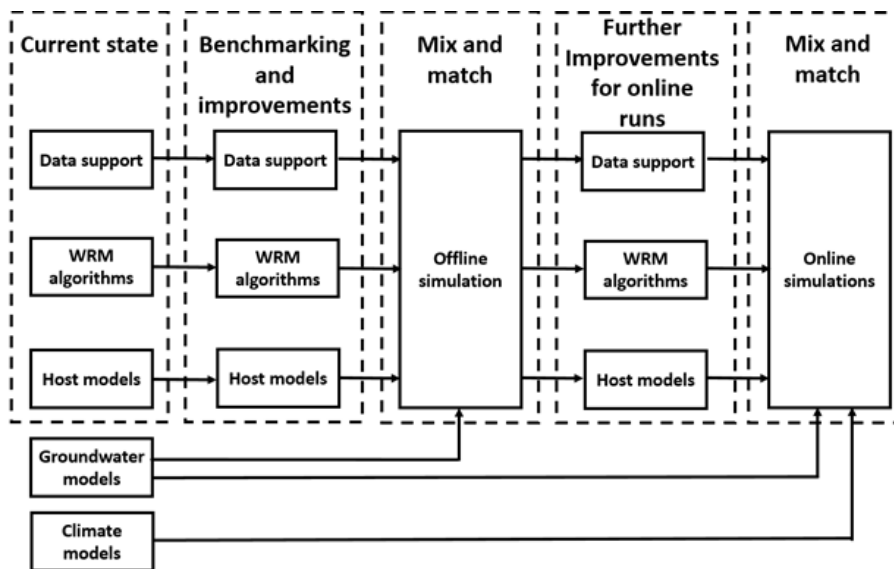 Current state
Data support
WRM
algorithms
Host models
Benchmarking
and
improvements
Data support
WRM
algorithms
Host models
Mix and
match
Offline
simulation
Further
Improvements
for online
runs
Data support
WRM
algorithms
Host models
Mix and
match
Online
simulations
Groundwater
models
Climate
models